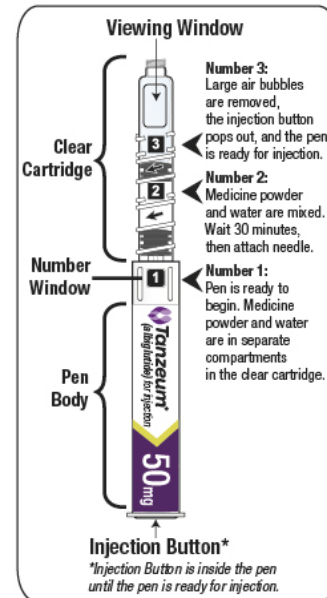 Viewing Window
Number 3:
Large air bubbles
are removed,
the injection button
pops out, and the pen
is ready for injection.
Clear
Cartridge
3
Number 2:
Medicine powder
and water are mixed.
Wait 30 minutes,
then attach needle.
2
Number
Window
1
Number 1:
Pen is ready to
begin. Medicine
powder and water
are in separate
compartments
in the clear cartridge.
Pen
Body
Tanzeum®
(albiglutide) for injection
50mg
Injection Button*
*Injection Button is inside the pen
until the pen is ready for injection.